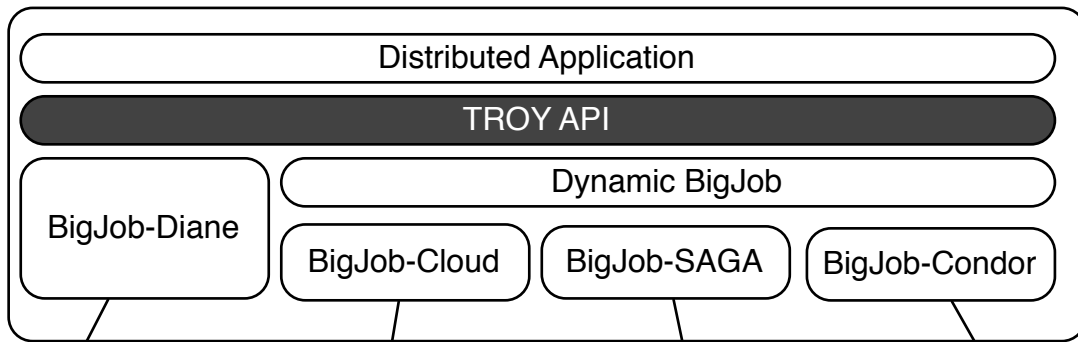 Distributed Application
TROY API
Dynamic BigJob
BigJob-Diane
BigJob-Cloud
BigJob-SAGA
BigJob-Condor